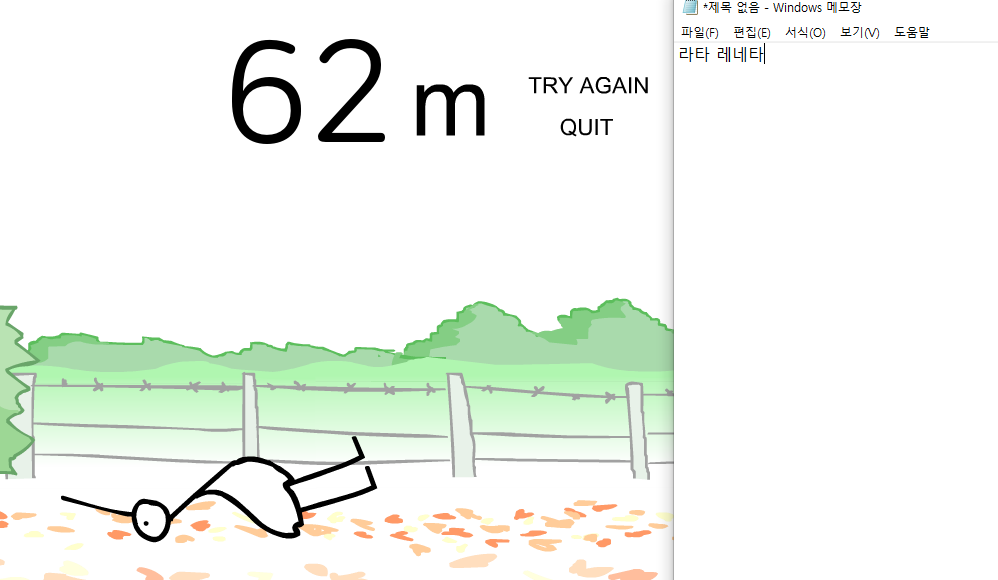 62 m
TRY AGAIN
QUIT
*제목 없음 - Windows 메모장
파일(F) 편집(E) 서식(O) 보기(V) 도움말
라타 레네타